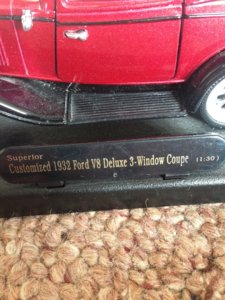 Superior
Customized 1932 Ford V8 Deluxe 3-Window Coupe (1:30)